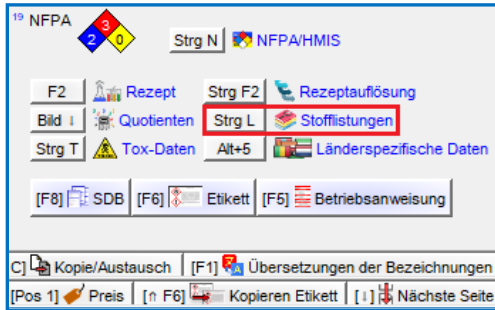 19 NFPA
3
2 0
Strg N NFPA/HMIS
F2 Rezept Strg F2 Rezeptauflösung
Bild ↓ Quotienten Strg L Stofflistungen
Strg T Tox-Daten Alt+5 Länderspezifische Daten
[F8] SDB [F6] Etikett [F5] Betriebsanweisung
C] Kopie/Austausch [F1] Übersetzungen der Bezeichnungen
[Pos 1] Preis [↑ F6] Kopieren Etikett [↓] Nächste Seite